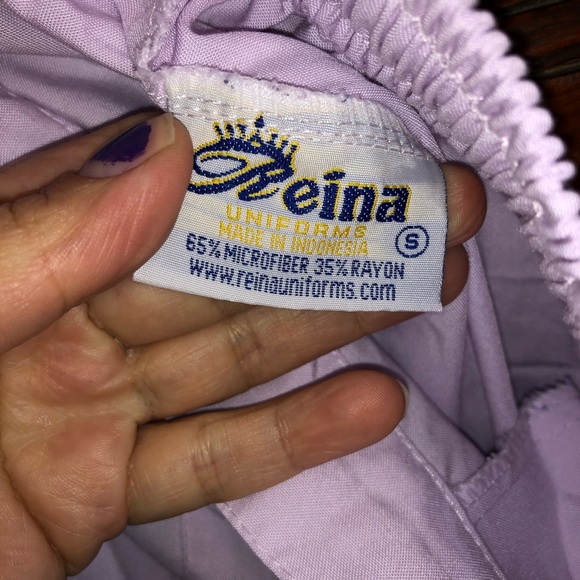 Reina
UNIFORMS
MADE IN INDONESIA
S
65% MICROFIBER 35% RAYON
www.reinauniforms.com